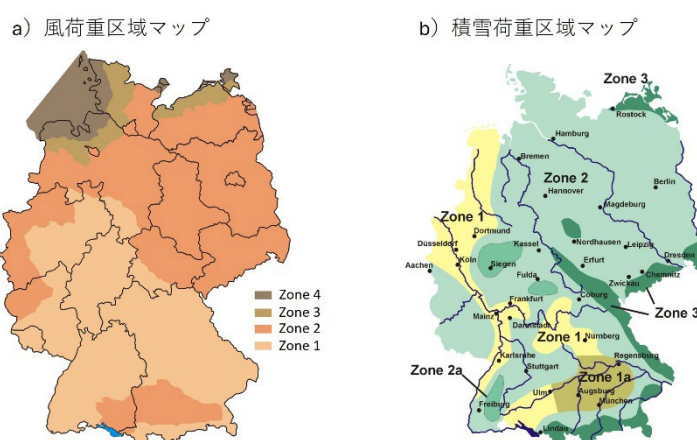 a）風荷重区域マップ
b）積雪荷重区域マップ
Zone 4
Zone 3
Zone 2
Zone 1
Zone 3
Rostock
Hamburg
Bremen
Zone 2
Berlin
Hannover
Magdeburg
Zone 1
Dortmund
Düsseldorf
Kassel
Nordhausen
Leipzig
Köln
Siegen
Erfurt
Dresden
Aachen
Fulda
Chemnitz
Zwickau
Frankfurt
Coburg
Zone 3
Mainz
Darmstadt
Zone 1
Nürnberg
Karlsruhe
Regensburg
Zone 2a
Stuttgart
Zone 1a
Ulm
Augsburg
Freiburg
München
Lindau